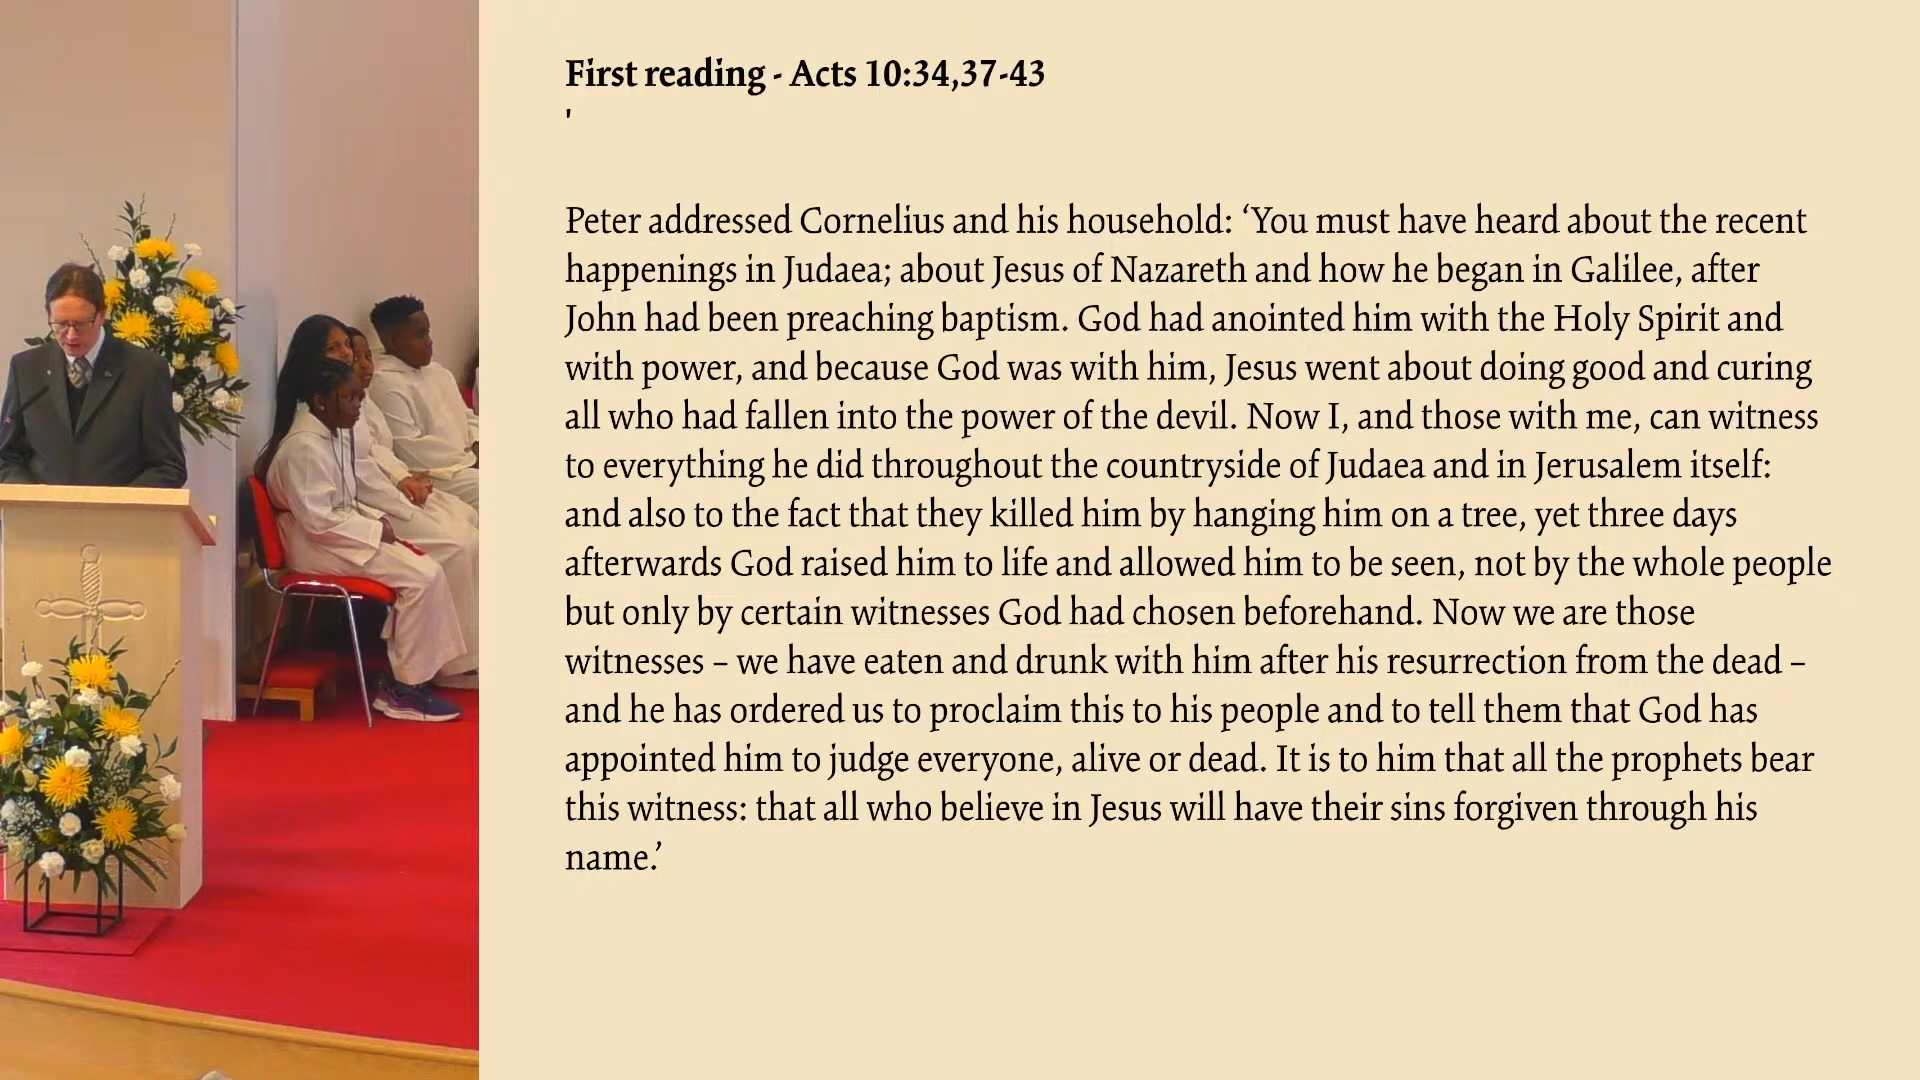 First reading - Acts 10:34,37-43
'
Peter addressed Cornelius and his household: ‘You must have heard about the recent
happenings in Judaea; about Jesus of Nazareth and how he began in Galilee, after
John had been preaching baptism. God had anointed him with the Holy Spirit and
with power, and because God was with him, Jesus went about doing good and curing
all who had fallen into the power of the devil. Now I, and those with me, can witness
to everything he did throughout the countryside of Judaea and in Jerusalem itself:
and also to the fact that they killed him by hanging him on a tree, yet three days
afterwards God raised him to life and allowed him to be seen, not by the whole people
but only by certain witnesses God had chosen beforehand. Now we are those
witnesses – we have eaten and drunk with him after his resurrection from the dead –
and he has ordered us to proclaim this to his people and to tell them that God has
appointed him to judge everyone, alive or dead. It is to him that all the prophets bear
this witness: that all who believe in Jesus will have their sins forgiven through his
name.’